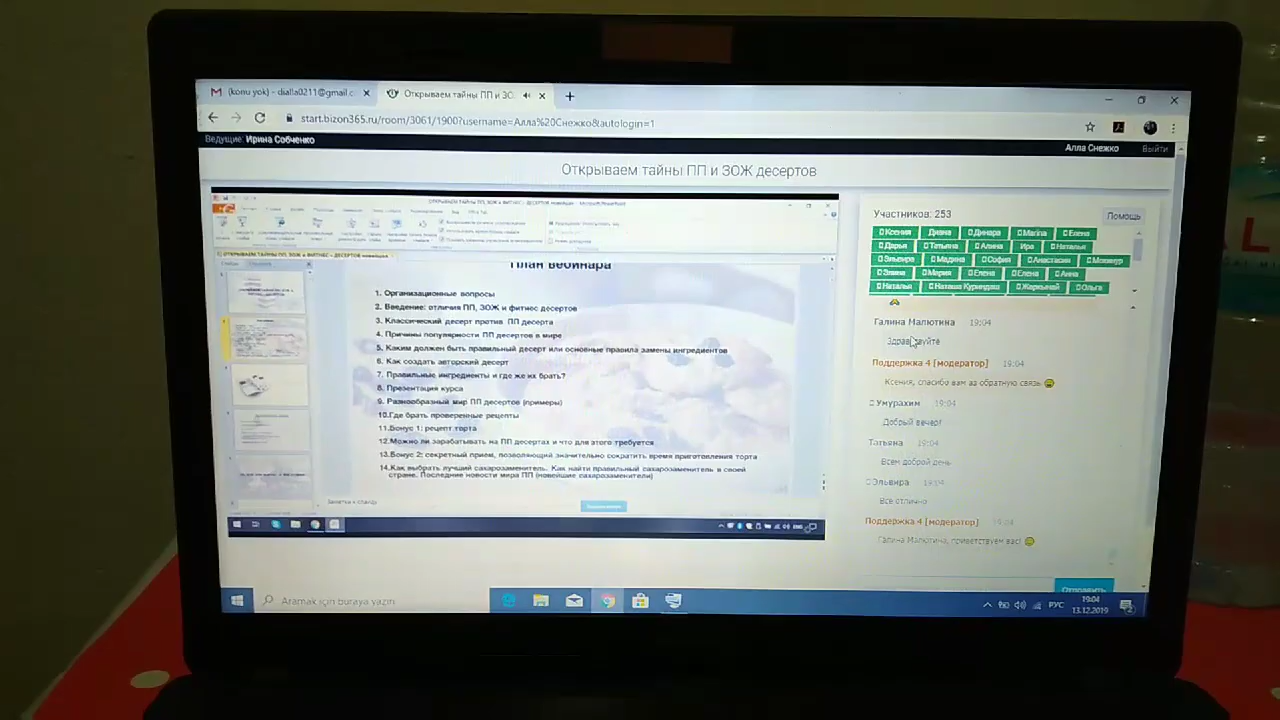 (konu yok) - dialla0211@gmail.c
Открываем тайны ПП и ЗО
start.bizon365.ru/room/3061/1900?username=Алла%20Снежко&autologin=1
Ведущие: Ирина Собченко
Алла Снежко
Выйти
Открываем тайны ПП и ЗОЖ десертов
План вебинара
1. Организационные вопросы
2. Введение: отличия ПП, ЗОЖ и фитнес десертов
3. Классический десерт против ПП десерта
4. Причины популярности ПП десертов в мире
5. Каким должен быть правильный десерт или основные правила замены ингредиентов
6. Как создать авторский десерт
7. Правильные ингредиенты и где же их брать?
8. Презентация курса
9. Разнообразный мир ПП десертов (примеры)
10.Где брать проверенные рецепты
11.Бонус 1: рецепт торта
12.Можно ли зарабатывать на ПП десертах и что для этого требуется
13.Бонус 2: секретный прием, позволяющий значительно сократить время приготовления торта
14.Как выбрать лучший сахарозаменитель. Как найти правильный сахарозаменитель в своей
стране. Последние новости мира ПП (новейшие сахарозаменители)
Заметки к слайду
Участников: 253
Помощь
Ксения Диана Динара Marina Елена
Дарья Татьяна Алина Ира Наталья
Эльвира Мадина София Анастасия
Элина Мария Елена Елена Анна
Наталья Наташа Жаркынай Ольга
Галина Малютина 19:04
Поддержка 4 [модератор] 19:04
Ксения, спасибо вам за обратную связь
Умурахим 19:04
Добрый вечер!
Татьяна 19:04
Всем доброй день
Эльвира 19:04
Все отлично
Поддержка 4 [модератор] 19:04
Галина Малютина, приветствуем вас!
Отправить
Aramak için buraya yazın
РУС
19:04
13.12.2019